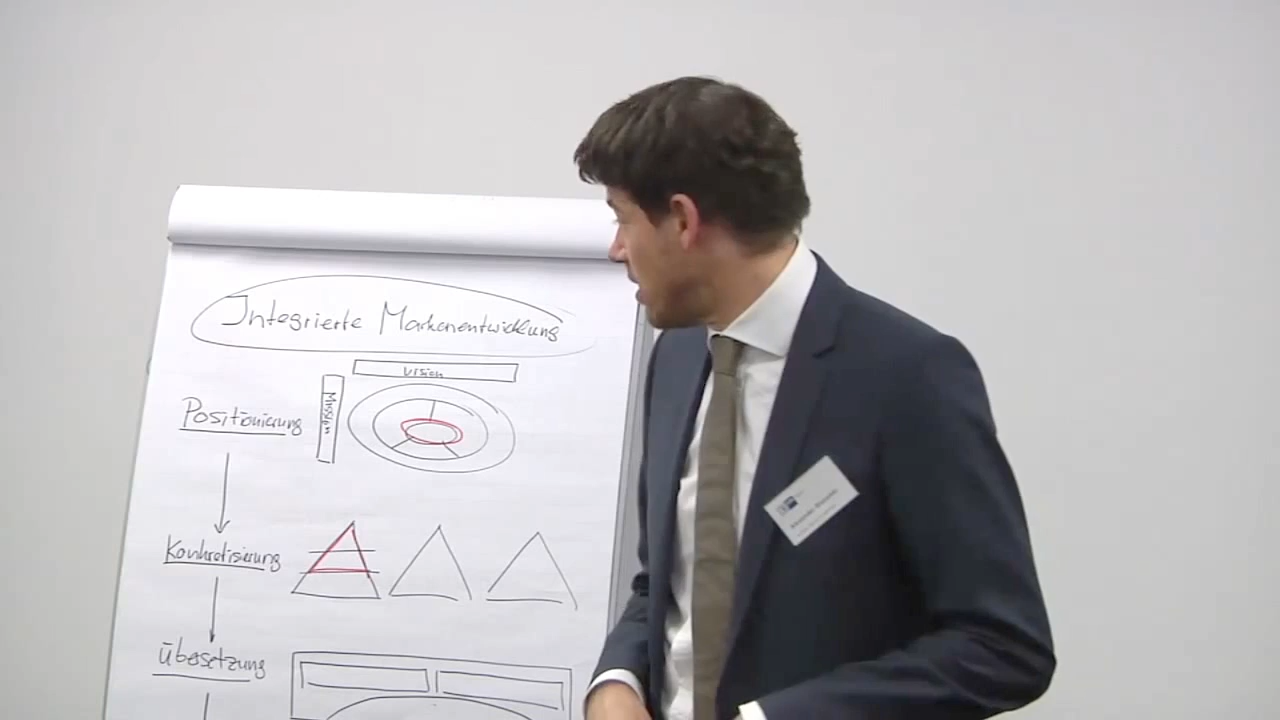 Integrierte Markenentwicklung
Vision
Mission
Positionierung
Konkretisierung
Übersetzung